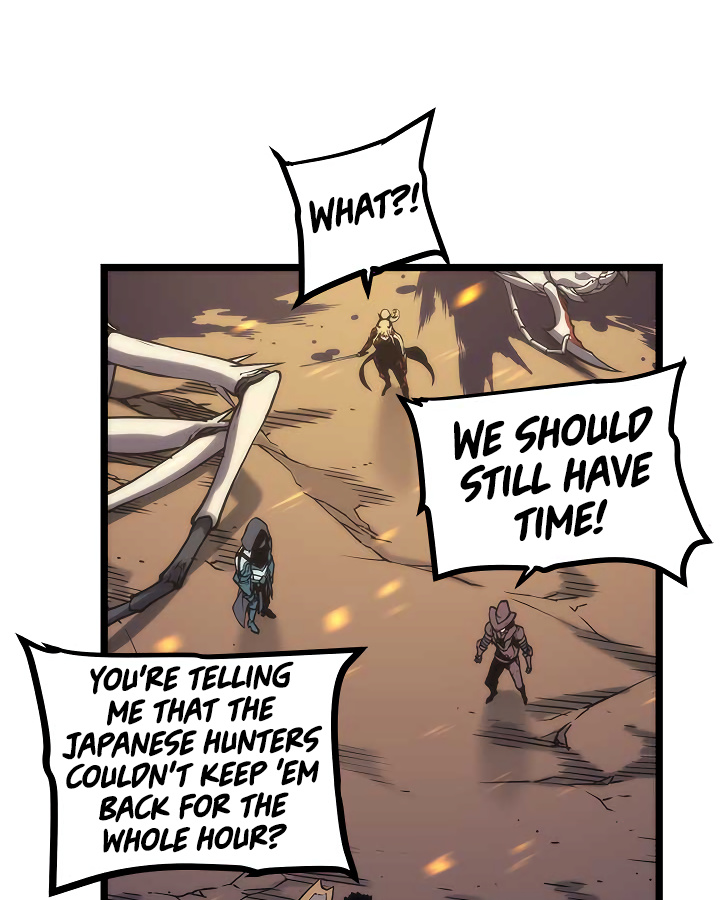 WHAT?!
WE SHOULD
STILL HAVE
TIME!
YOU'RE TELLING
ME THAT THE
JAPANESE HUNTERS
COULDN'T KEEP 'EM
BACK FOR THE
WHOLE HOUR?